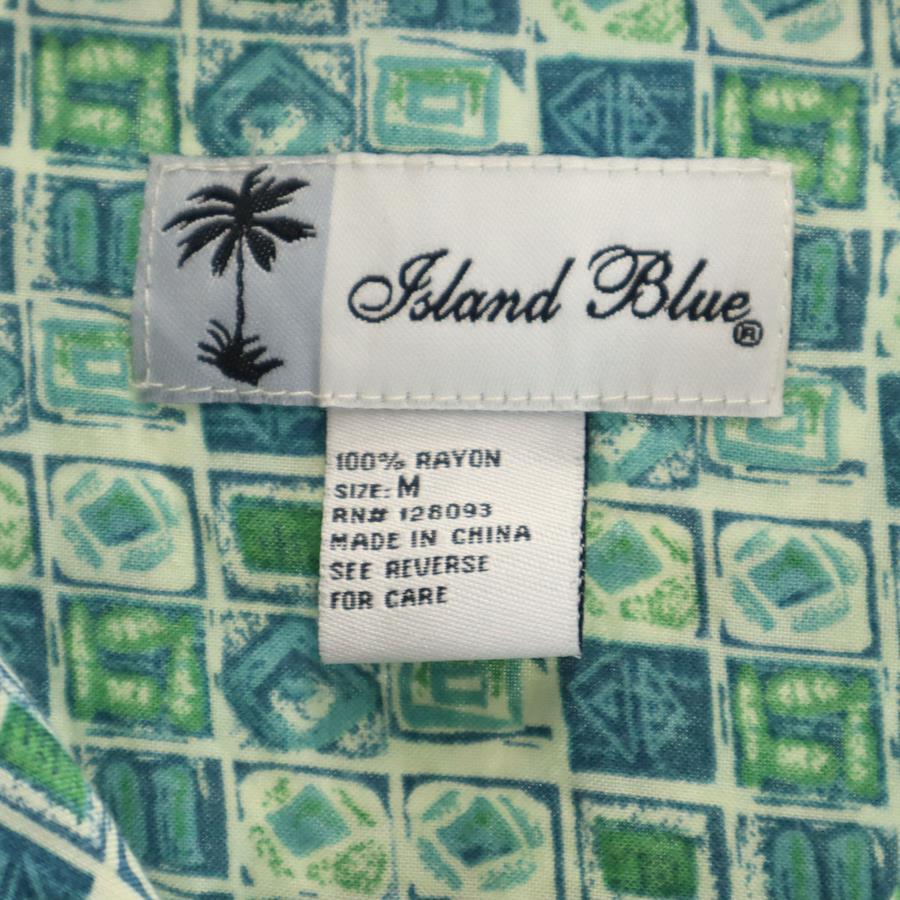 Island Blue®
100% RAYON
SIZE: M
RN# 128093
MADE IN CHINA
SEE REVERSE
FOR CARE